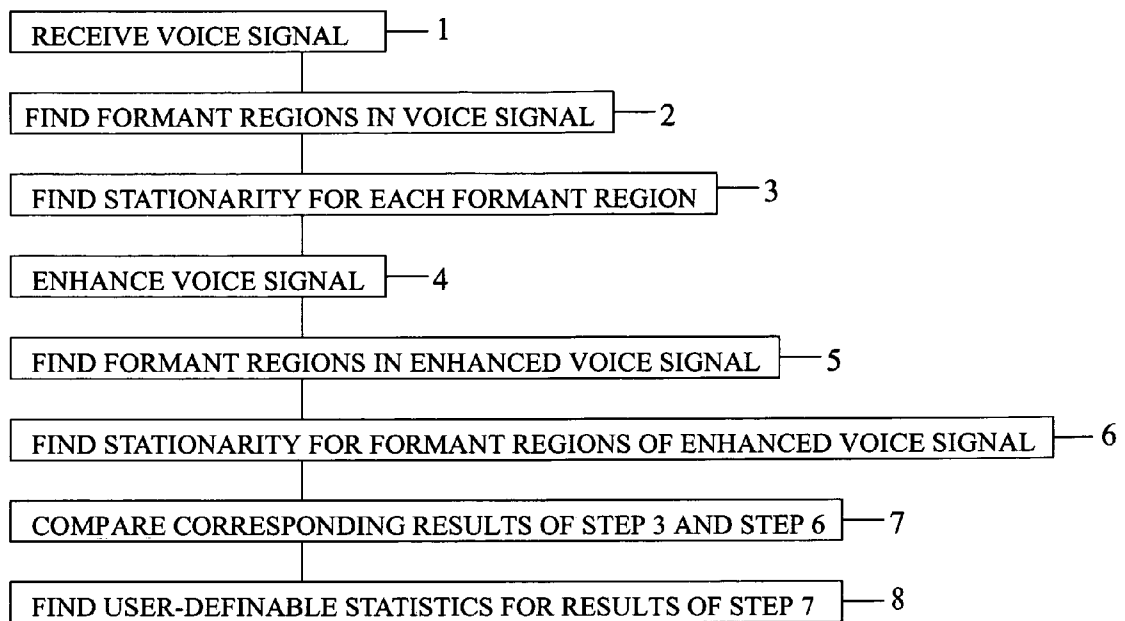 RECEIVE VOICE SIGNAL 1
FIND FORMANT REGIONS IN VOICE SIGNAL 2
FIND STATIONARITY FOR EACH FORMANT REGION 3
ENHANCE VOICE SIGNAL 4
FIND FORMANT REGIONS IN ENHANCED VOICE SIGNAL 5
FIND STATIONARITY FOR FORMANT REGIONS OF ENHANCED VOICE SIGNAL 6
COMPARE CORRESPONDING RESULTS OF STEP 3 AND STEP 6 7
FIND USER-DEFINABLE STATISTICS FOR RESULTS OF STEP 7 8